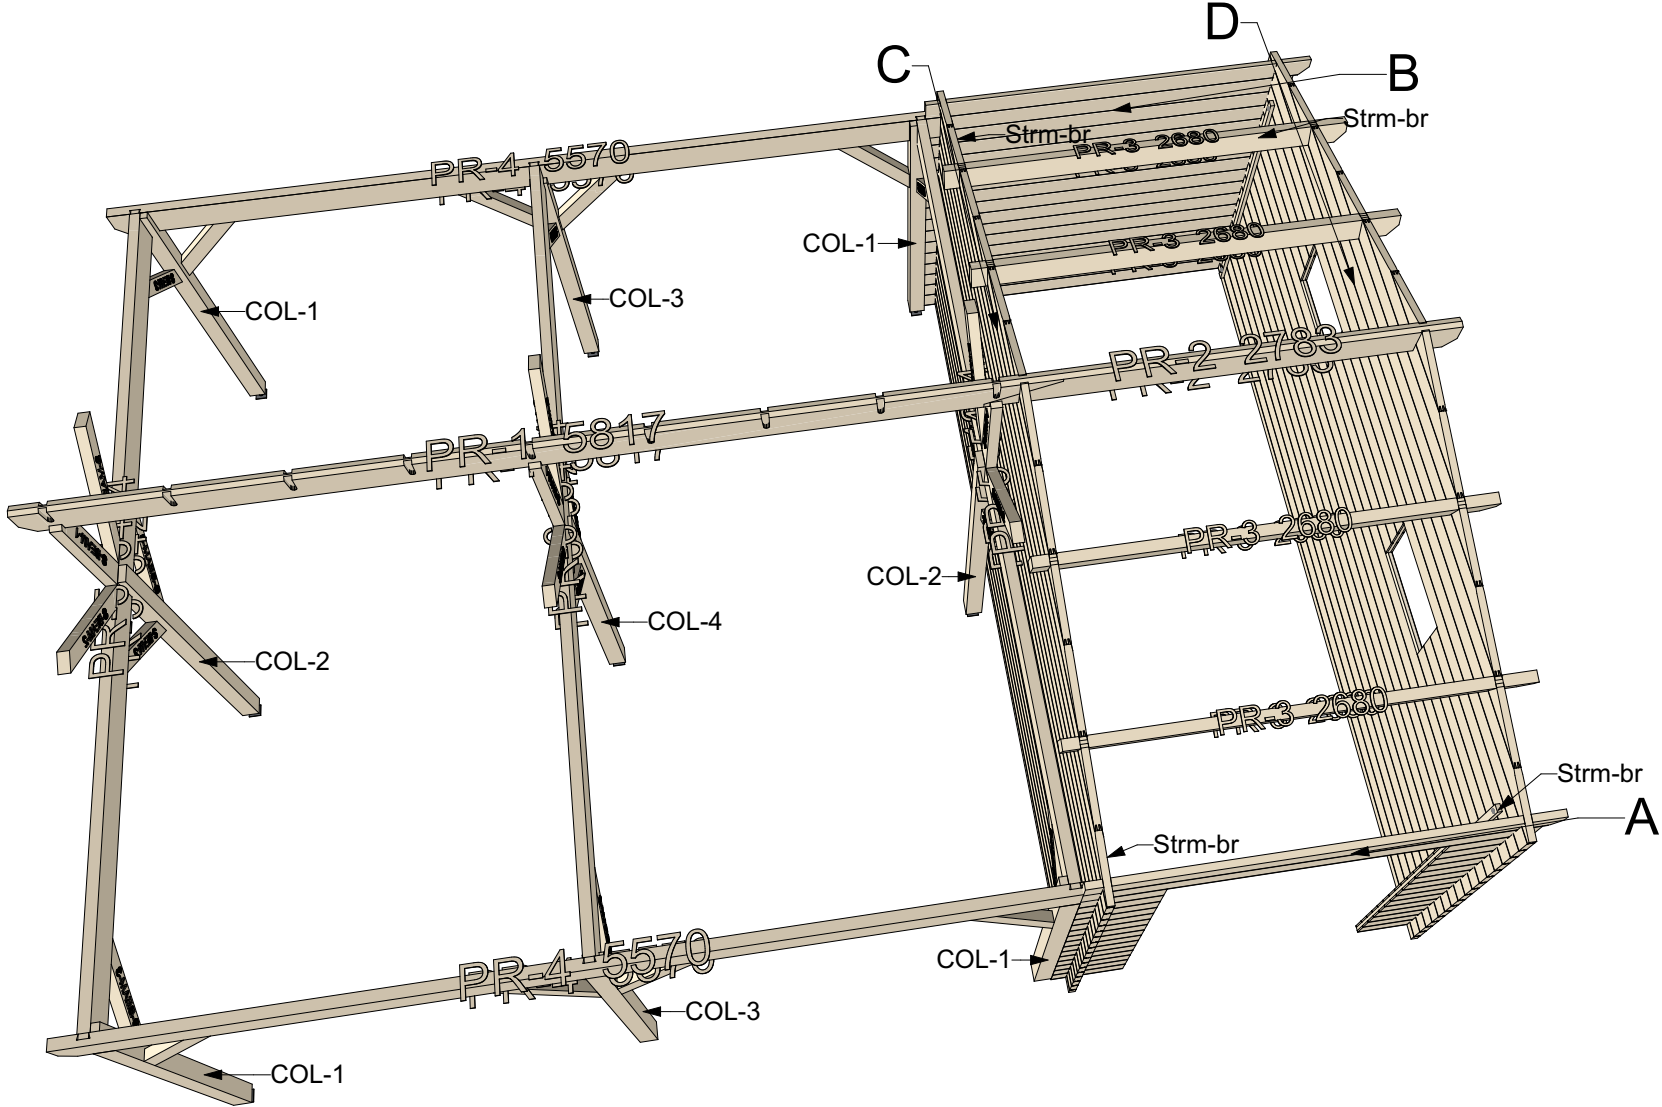 D
C
B
Strm-br
Strm-br
PR-3 2680
PR-4 5570
COL-1
PR-3 2680
COL-1
COL-3
PR-2 2783
PR-1 5817
PR-3 2680
COL-2
COL-4
COL-2
PR-3 2680
Strm-br
A
Strm-br
PR-4 5570
COL-1
COL-3
COL-1